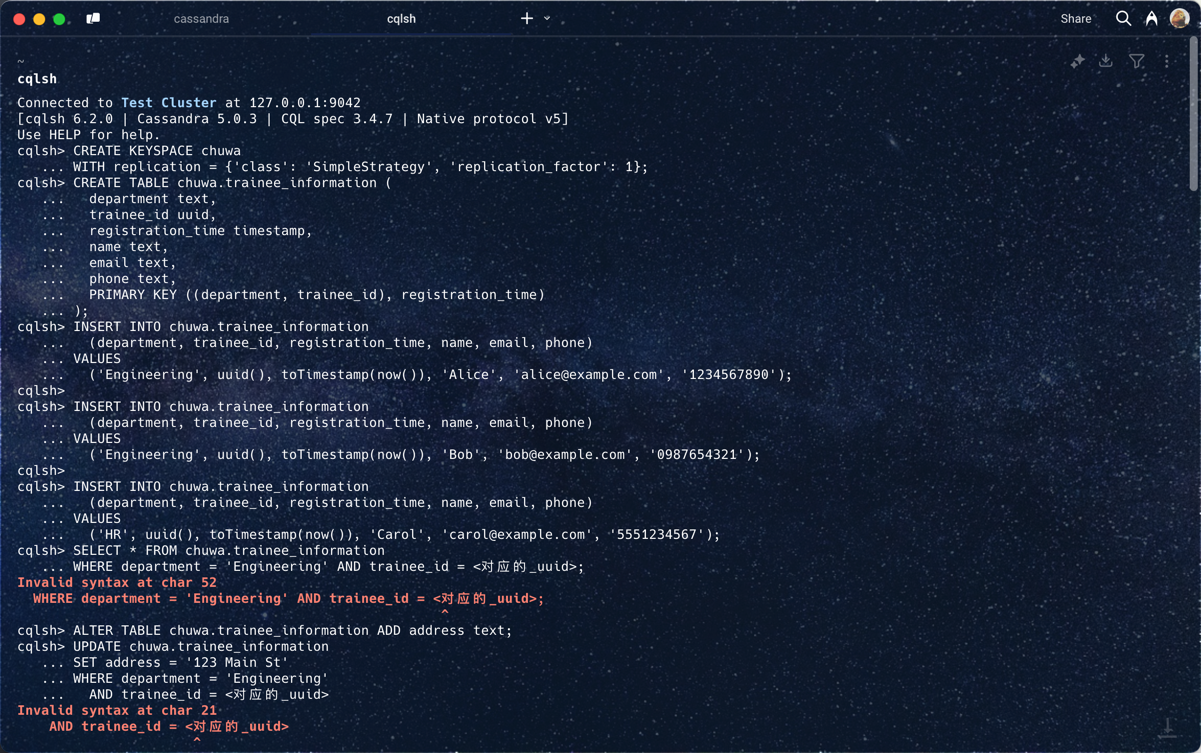 cassandra
cqlsh
Share
~
cqlsh
Connected to Test Cluster at 127.0.0.1:9042
[cqlsh 6.2.0 | Cassandra 5.0.3 | CQL spec 3.4.7 | Native protocol v5]
Use HELP for help.
cqlsh> CREATE KEYSPACE chuwa
   ... WITH replication = {'class': 'SimpleStrategy', 'replication_factor': 1};
cqlsh> CREATE TABLE chuwa.trainee_information (
   ...   department text,
   ...   trainee_id uuid,
   ...   registration_time timestamp,
   ...   name text,
   ...   email text,
   ...   phone text,
   ...   PRIMARY KEY ((department, trainee_id), registration_time)
   ... );
cqlsh> INSERT INTO chuwa.trainee_information
   ...   (department, trainee_id, registration_time, name, email, phone)
   ... VALUES
   ...   ('Engineering', uuid(), toTimestamp(now()), 'Alice', 'alice@example.com', '1234567890');
cqlsh>
cqlsh> INSERT INTO chuwa.trainee_information
   ...   (department, trainee_id, registration_time, name, email, phone)
   ... VALUES
   ...   ('Engineering', uuid(), toTimestamp(now()), 'Bob', 'bob@example.com', '0987654321');
cqlsh>
cqlsh> INSERT INTO chuwa.trainee_information
   ...   (department, trainee_id, registration_time, name, email, phone)
   ... VALUES
   ...   ('HR', uuid(), toTimestamp(now()), 'Carol', 'carol@example.com', '5551234567');
cqlsh> SELECT * FROM chuwa.trainee_information
   ... WHERE department = 'Engineering' AND trainee_id = <对应的_uuid>;
Invalid syntax at char 52
  WHERE department = 'Engineering' AND trainee_id = <对应的_uuid>;
                                                     ^
cqlsh> ALTER TABLE chuwa.trainee_information ADD address text;
cqlsh> UPDATE chuwa.trainee_information
   ... SET address = '123 Main St'
   ... WHERE department = 'Engineering'
   ...   AND trainee_id = <对应的_uuid>
Invalid syntax at char 21
    AND trainee_id = <对应的_uuid>
                      ^